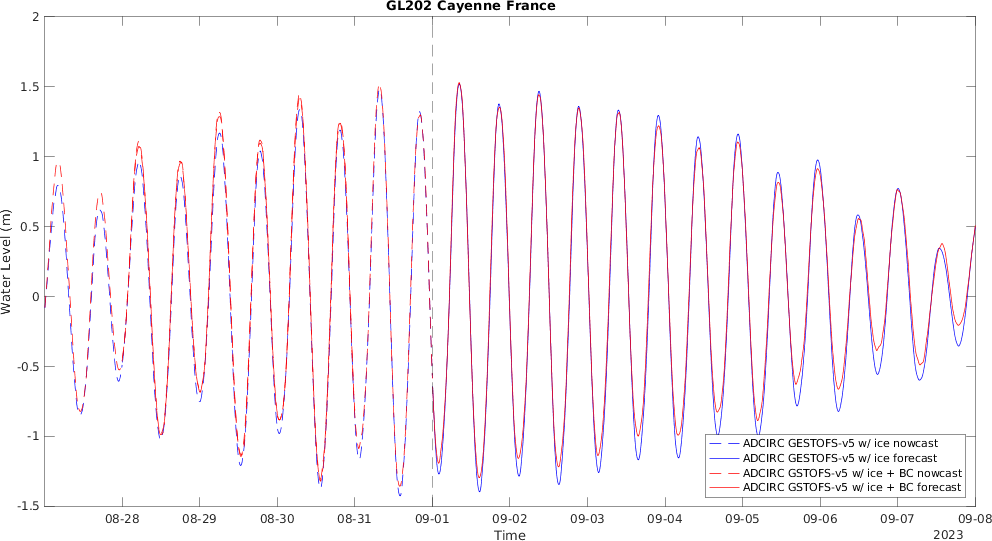 GL202 Cayenne France
2
1.5
1
0.5
0
-0.5
-1
-1.5
Water Level (m)
ADCIRC GESTOFS-v5 w/ ice nowcast
ADCIRC GESTOFS-v5 w/ ice forecast
ADCIRC GSTOFS-v5 w/ ice + BC nowcast
ADCIRC GSTOFS-v5 w/ ice + BC forecast
08-28 08-29 08-30 08-31 09-01 09-02 09-03 09-04 09-05 09-06 09-07 09-08
Time
2023